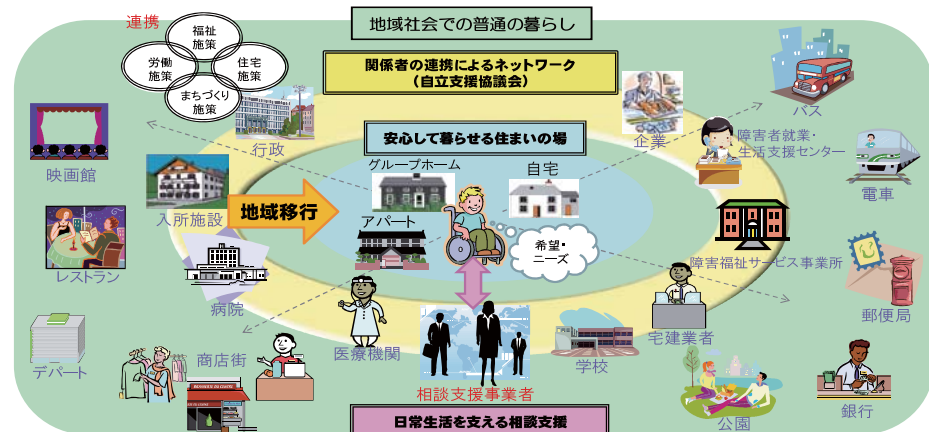 地域社会での普通の暮らし
連携
福祉
施策
労働
施策
住宅
施策
まちづくり
施策
関係者の連携によるネットワーク
(自立支援協議会)
安心して暮らせる住まいの場
行政
企業
バス
障害者就業・
生活支援センター
映画館
グループホーム
自宅
電車
入所施設
地域移行
アパート
希望・
ニーズ
レストラン
病院
障害福祉サービス事業所
郵便局
宅建業者
医療機関
学校
デパート
商店街
相談支援事業者
公園
銀行
日常生活を支える相談支援